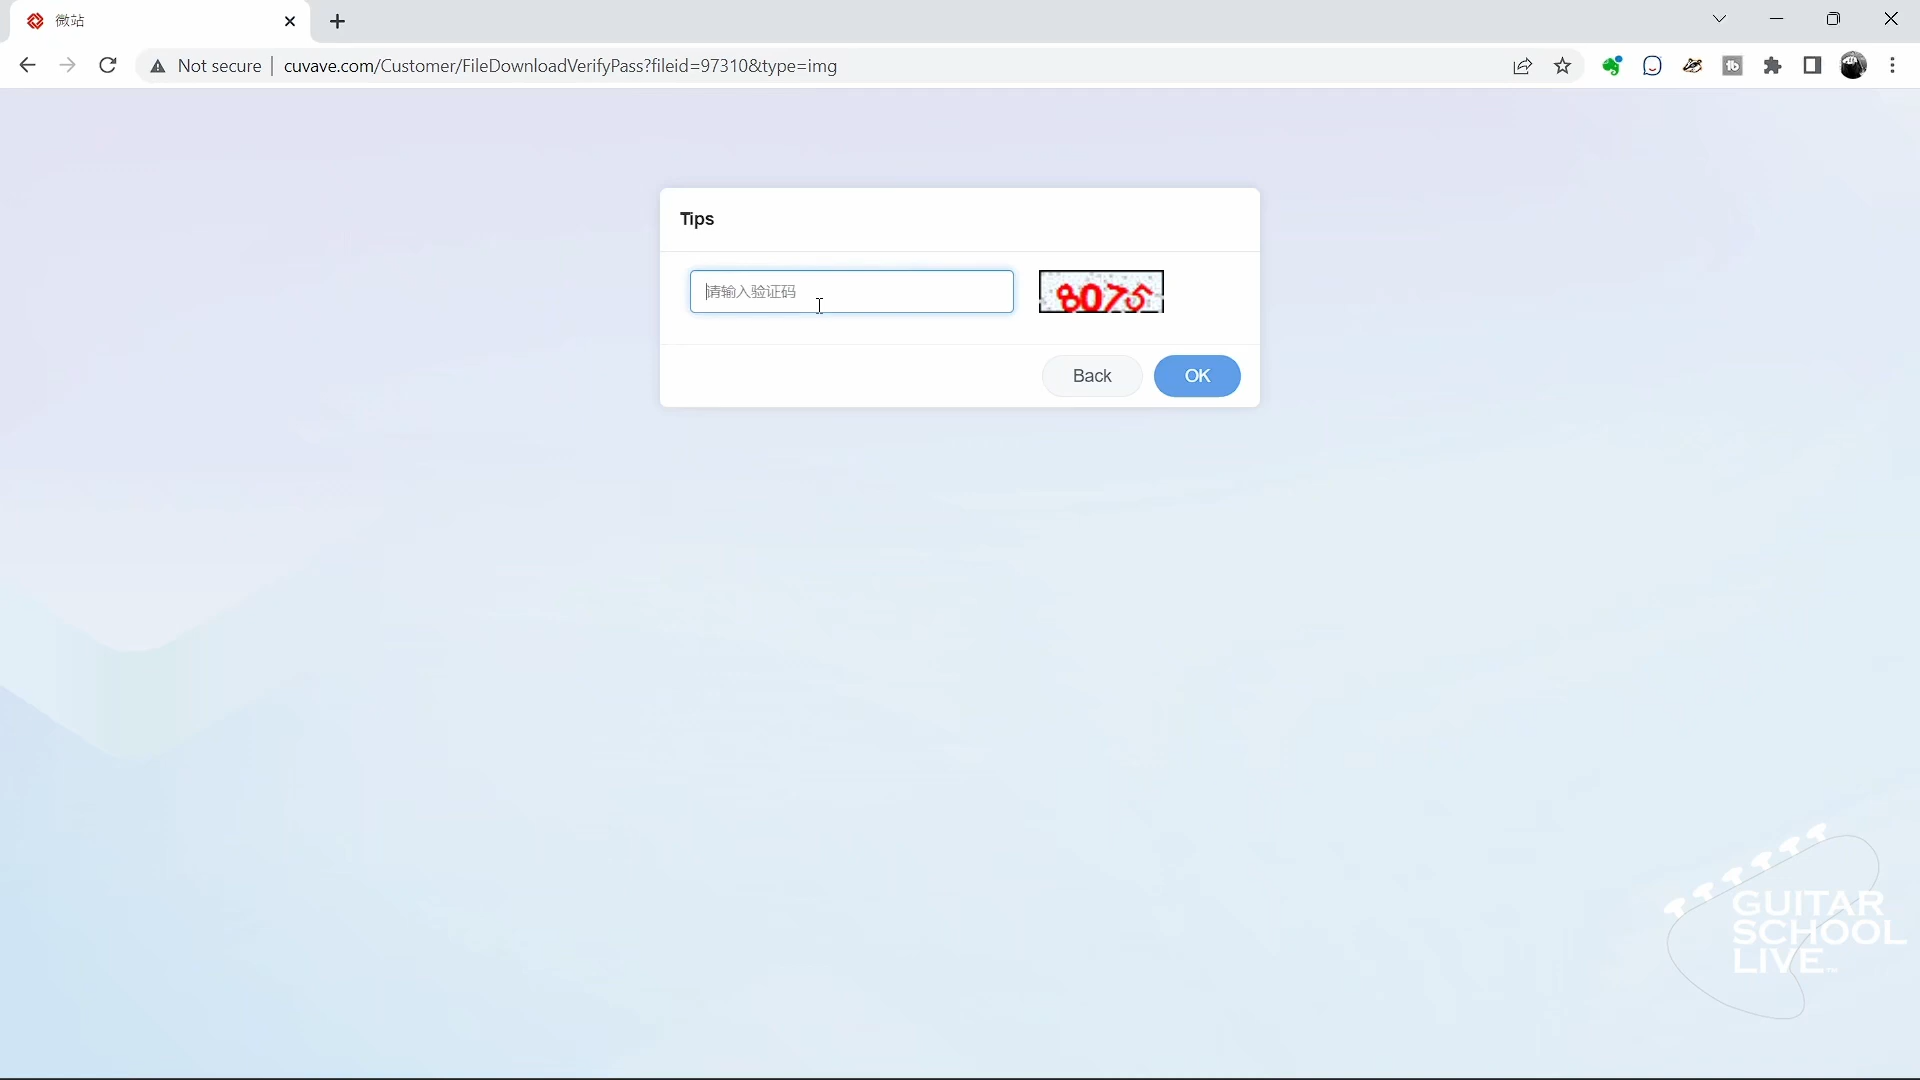 微站
Not secure
cuvave.com/Customer/FileDownloadVerifyPass?fileid=97310&type=img
Tips
请输入验证码
8075
Back
OK
GUITAR
SCHOOL
LIVE™